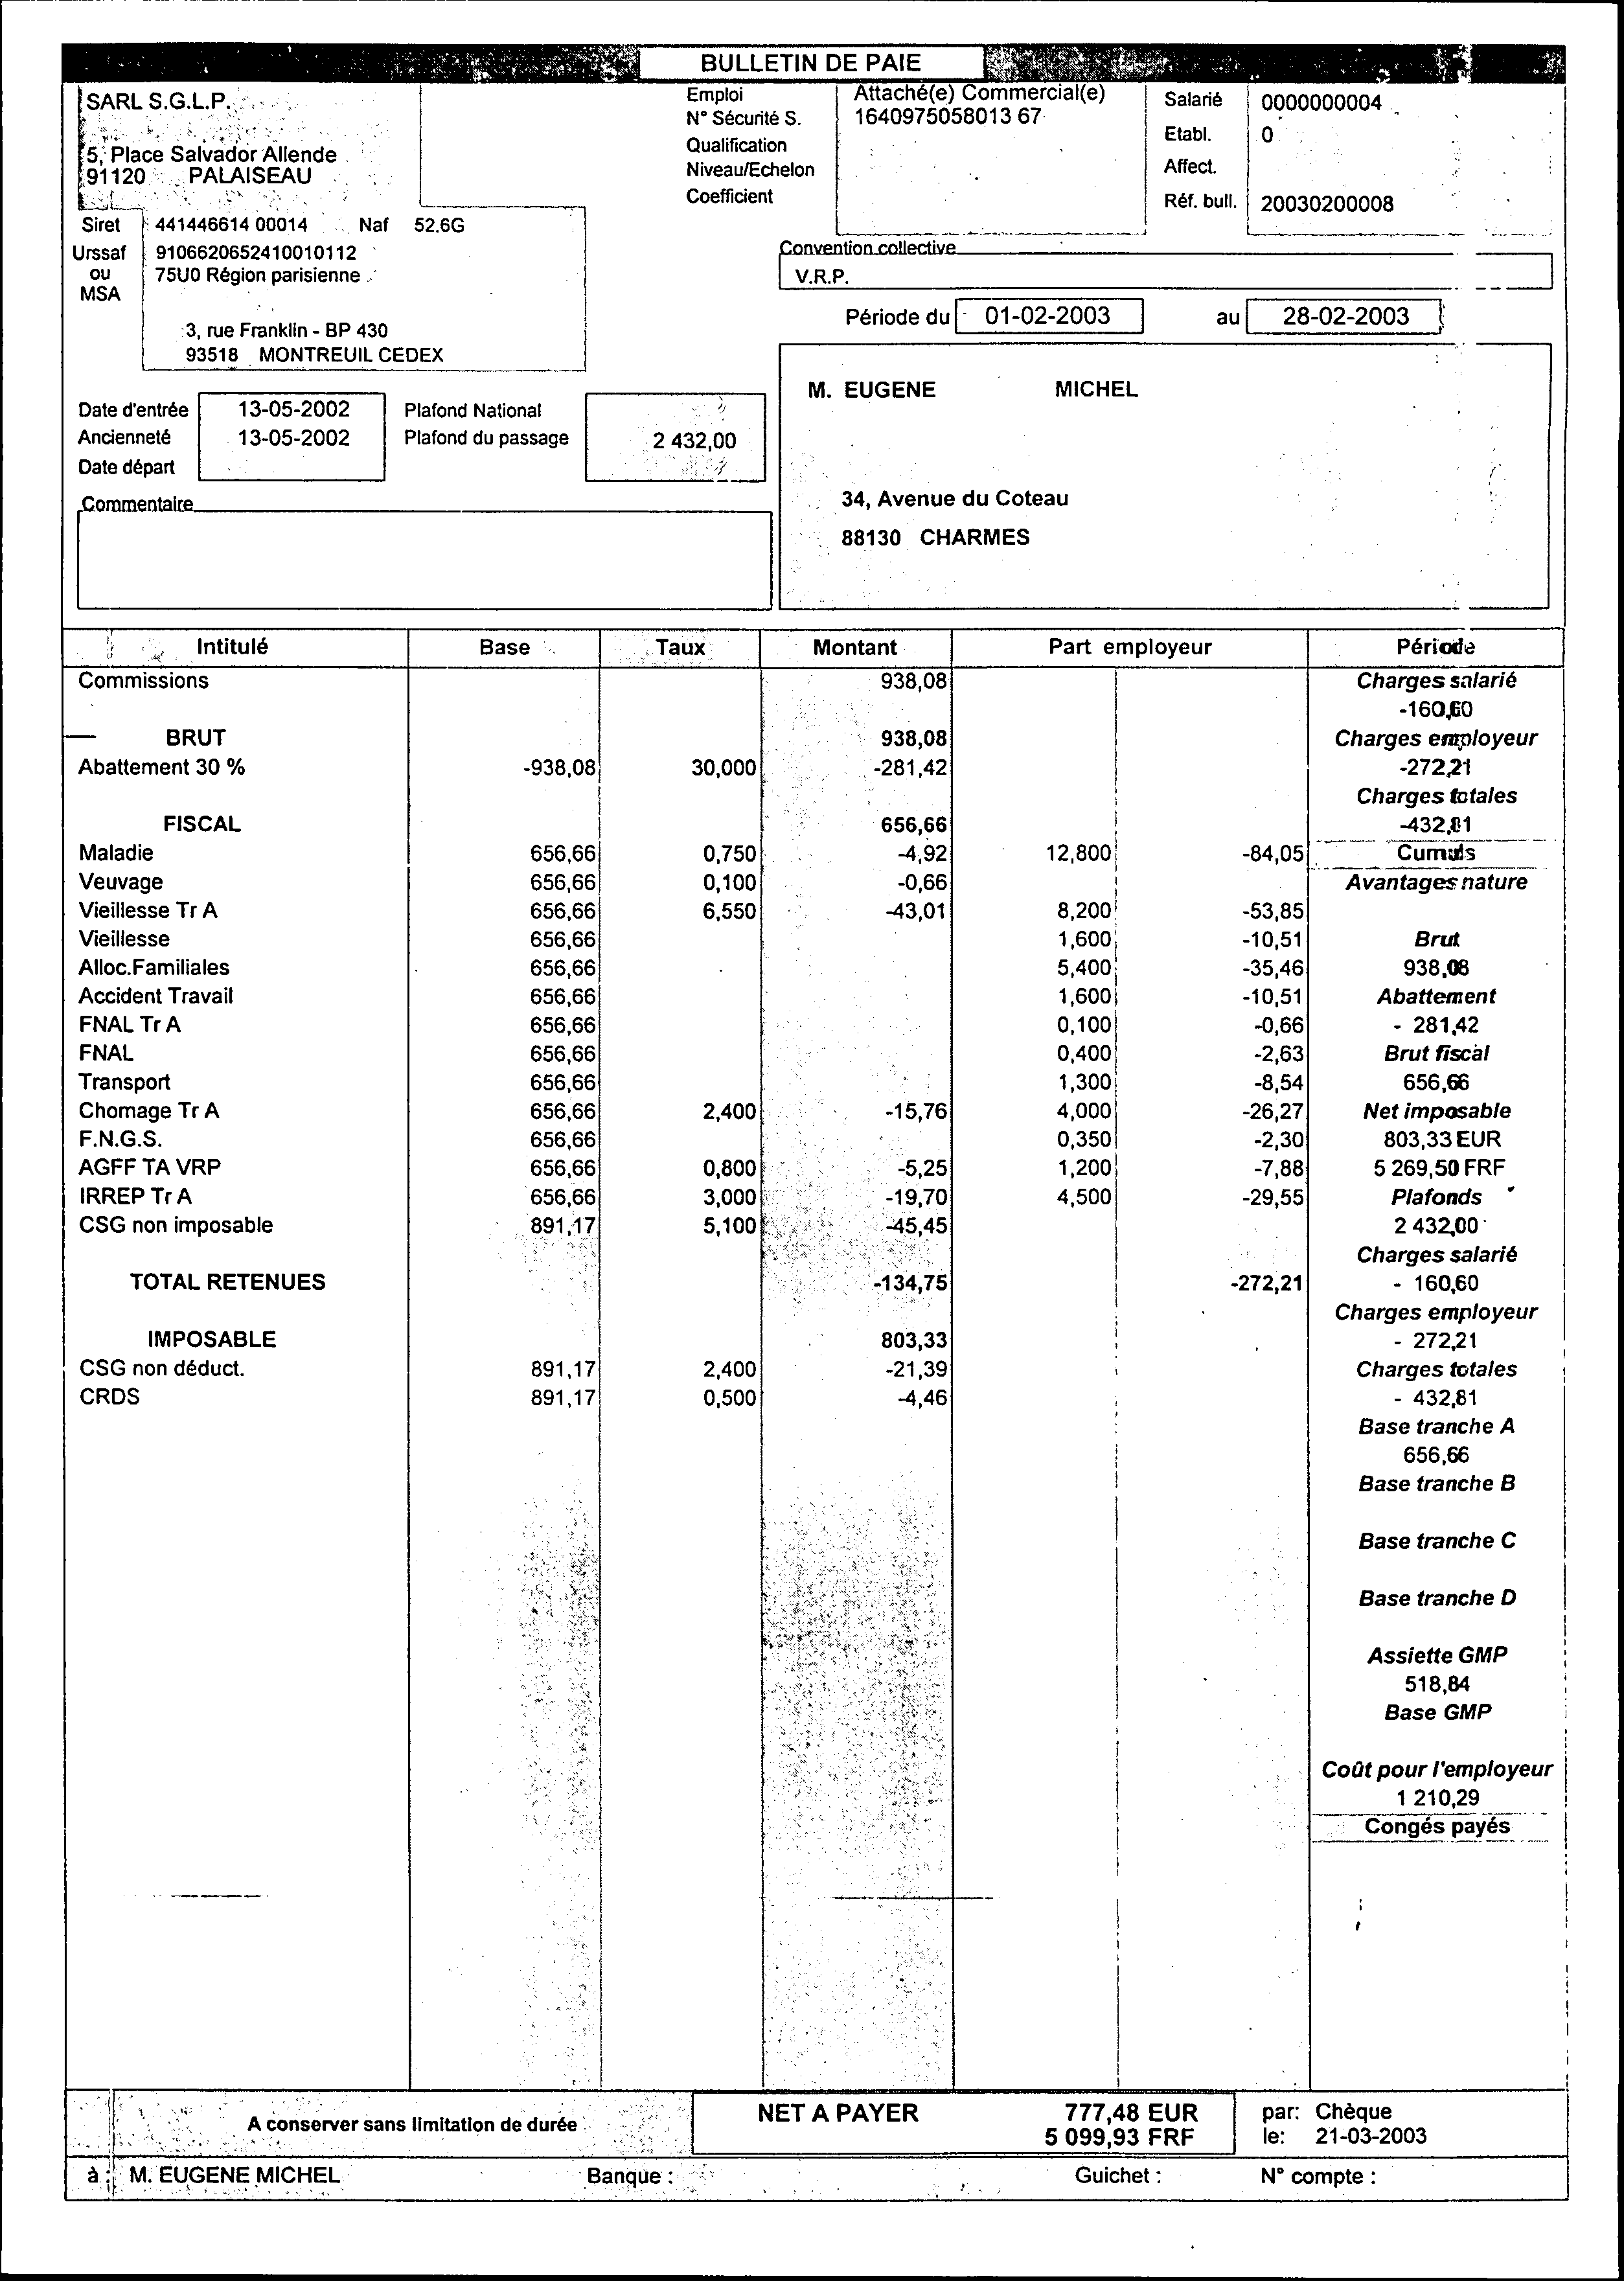 BULLETIN DE PAIE
SARL S.G.L.P.
5, Place Salvador Allende
91120 PALAISEAU
Siret 441446614 00014 Naf 52.6G
Urssaf 9106620652410010112
ou 75U0 Région parisienne
MSA
3, rue Franklin - BP 430
93518 MONTREUIL CEDEX
Emploi Attaché(e) Commercial(e)
N° Sécurité S. 1640975058013 67
Qualification
Niveau/Echelon
Coefficient
Salarié 0000000004
Etabl. 0
Affect.
Réf. bull. 20030200008
Convention collective
V.R.P.
Période du 01-02-2003 au 28-02-2003
Date d'entrée 13-05-2002 Plafond National
Ancienneté 13-05-2002 Plafond du passage 2 432,00
Date départ
Commentaire
M. EUGENE MICHEL
34, Avenue du Coteau
88130 CHARMES
Intitulé Base Taux Montant Part employeur Période
Commissions 938,08 Charges salarié
-160,60
BRUT 938,08 Charges employeur
Abattement 30 % -938,08 30,000 -281,42 -272,21
Charges totales
FISCAL 656,66 -432,81
Maladie 656,66 0,750 -4,92 12,800 -84,05 Cumuls
Veuvage 656,66 0,100 -0,66 Avantages nature
Vieillesse Tr A 656,66 6,550 -43,01 8,200 -53,85
Vieillesse 656,66 1,600 -10,51 Brut
Alloc.Familiales 656,66 5,400 -35,46 938,08
Accident Travail 656,66 1,600 -10,51 Abattement
FNAL Tr A 656,66 0,100 -0,66 - 281,42
FNAL 656,66 0,400 -2,63 Brut fiscal
Transport 656,66 1,300 -8,54 656,66
Chomage Tr A 656,66 2,400 -15,76 4,000 -26,27 Net imposable
F.N.G.S. 656,66 0,350 -2,30 803,33 EUR
AGFF TA VRP 656,66 0,800 -5,25 1,200 -7,88 5 269,50 FRF
IRREP Tr A 656,66 3,000 -19,70 4,500 -29,55 Plafonds
CSG non imposable 891,17 5,100 -45,45 2 432,00
Charges salarié
TOTAL RETENUES -134,75 -272,21 - 160,60
Charges employeur
IMPOSABLE 803,33 - 272,21
CSG non déduct. 891,17 2,400 -21,39 Charges totales
CRDS 891,17 0,500 -4,46 - 432,81
Base tranche A
656,66
Base tranche B
Base tranche C
Base tranche D
Assiette GMP
518,84
Base GMP
Coût pour l'employeur
1 210,29
Congés payés
A conserver sans limitation de durée
NET A PAYER 777,48 EUR
5 099,93 FRF
par: Chèque
le: 21-03-2003
à : M. EUGENE MICHEL Banque : Guichet : N° compte :